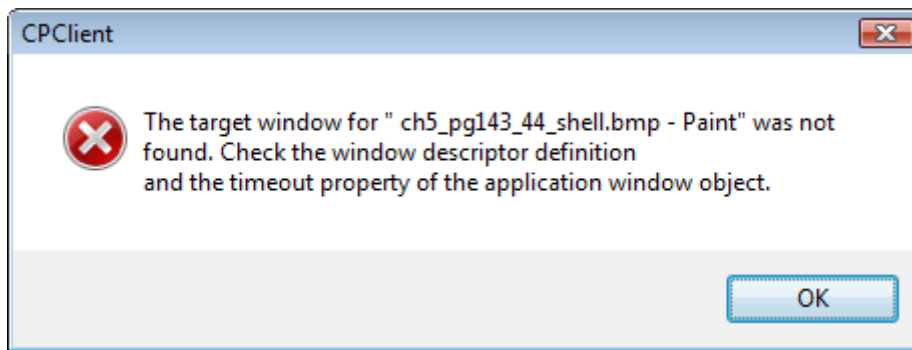 CPClient
The target window for " ch5_pg143_44_shell.bmp - Paint" was not
found. Check the window descriptor definition
and the timeout property of the application window object.
OK